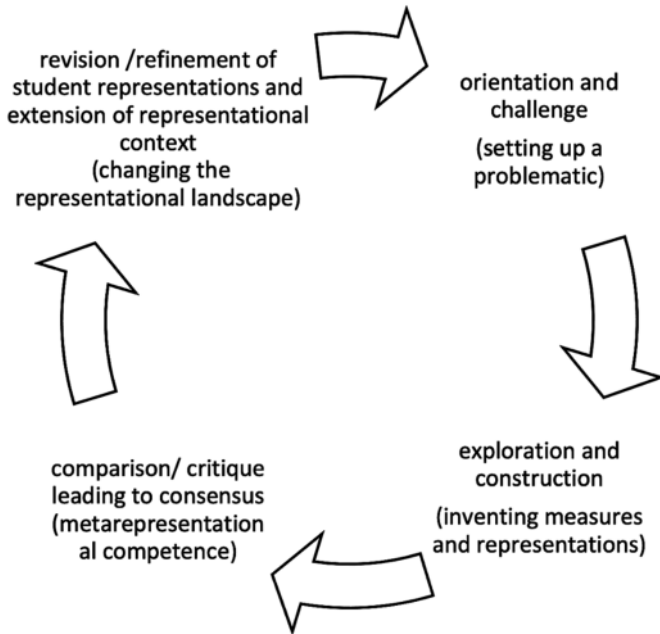 revision /refinement of
student representations and
extension of representational
context
(changing the
representational landscape)
orientation and
challenge
(setting up a
problematic)
exploration and
construction
(inventing measures
and representations)
comparison/ critique
leading to consensus
(metarepresentation
al competence)